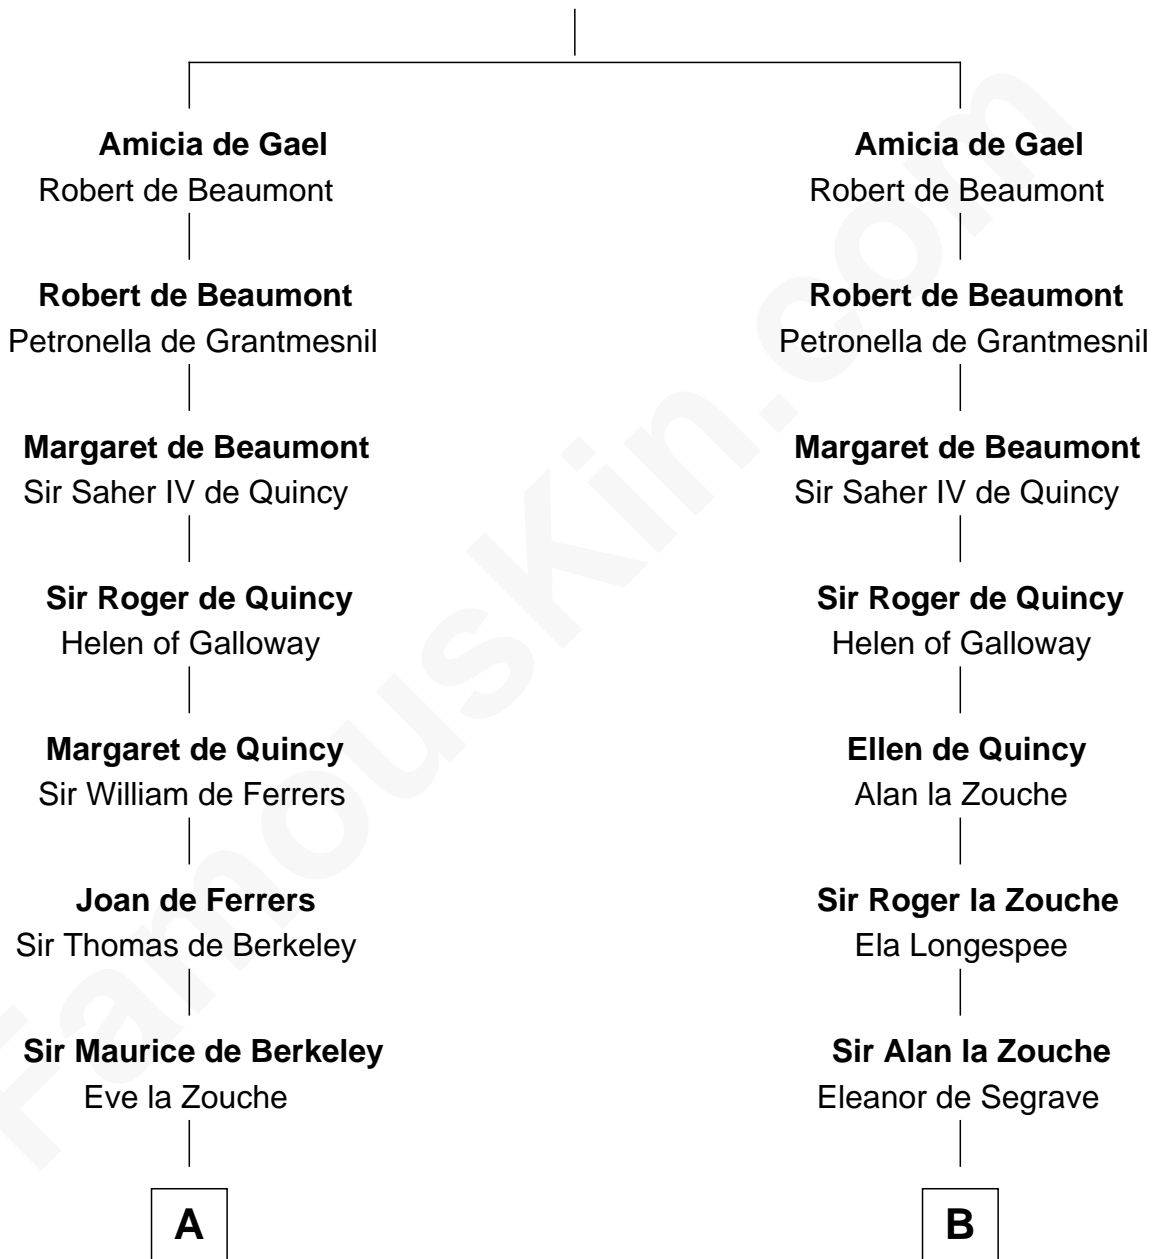 Amicia de Gael
Robert de Beaumont
Robert de Beaumont
Petronella de Grantmesnil
Margaret de Beaumont
Sir Saher IV de Quincy
Sir Roger de Quincy
Helen of Galloway
Margaret de Quincy
Sir William de Ferrers
Joan de Ferrers
Sir Thomas de Berkeley
Sir Maurice de Berkeley
Eve la Zouche
A
Amicia de Gael
Robert de Beaumont
Robert de Beaumont
Petronella de Grantmesnil
Margaret de Beaumont
Sir Saher IV de Quincy
Sir Roger de Quincy
Helen of Galloway
Ellen de Quincy
Alan la Zouche
Sir Roger la Zouche
Ela Longespee
Sir Alan la Zouche
Eleanor de Segrave
B
FamousKin.com